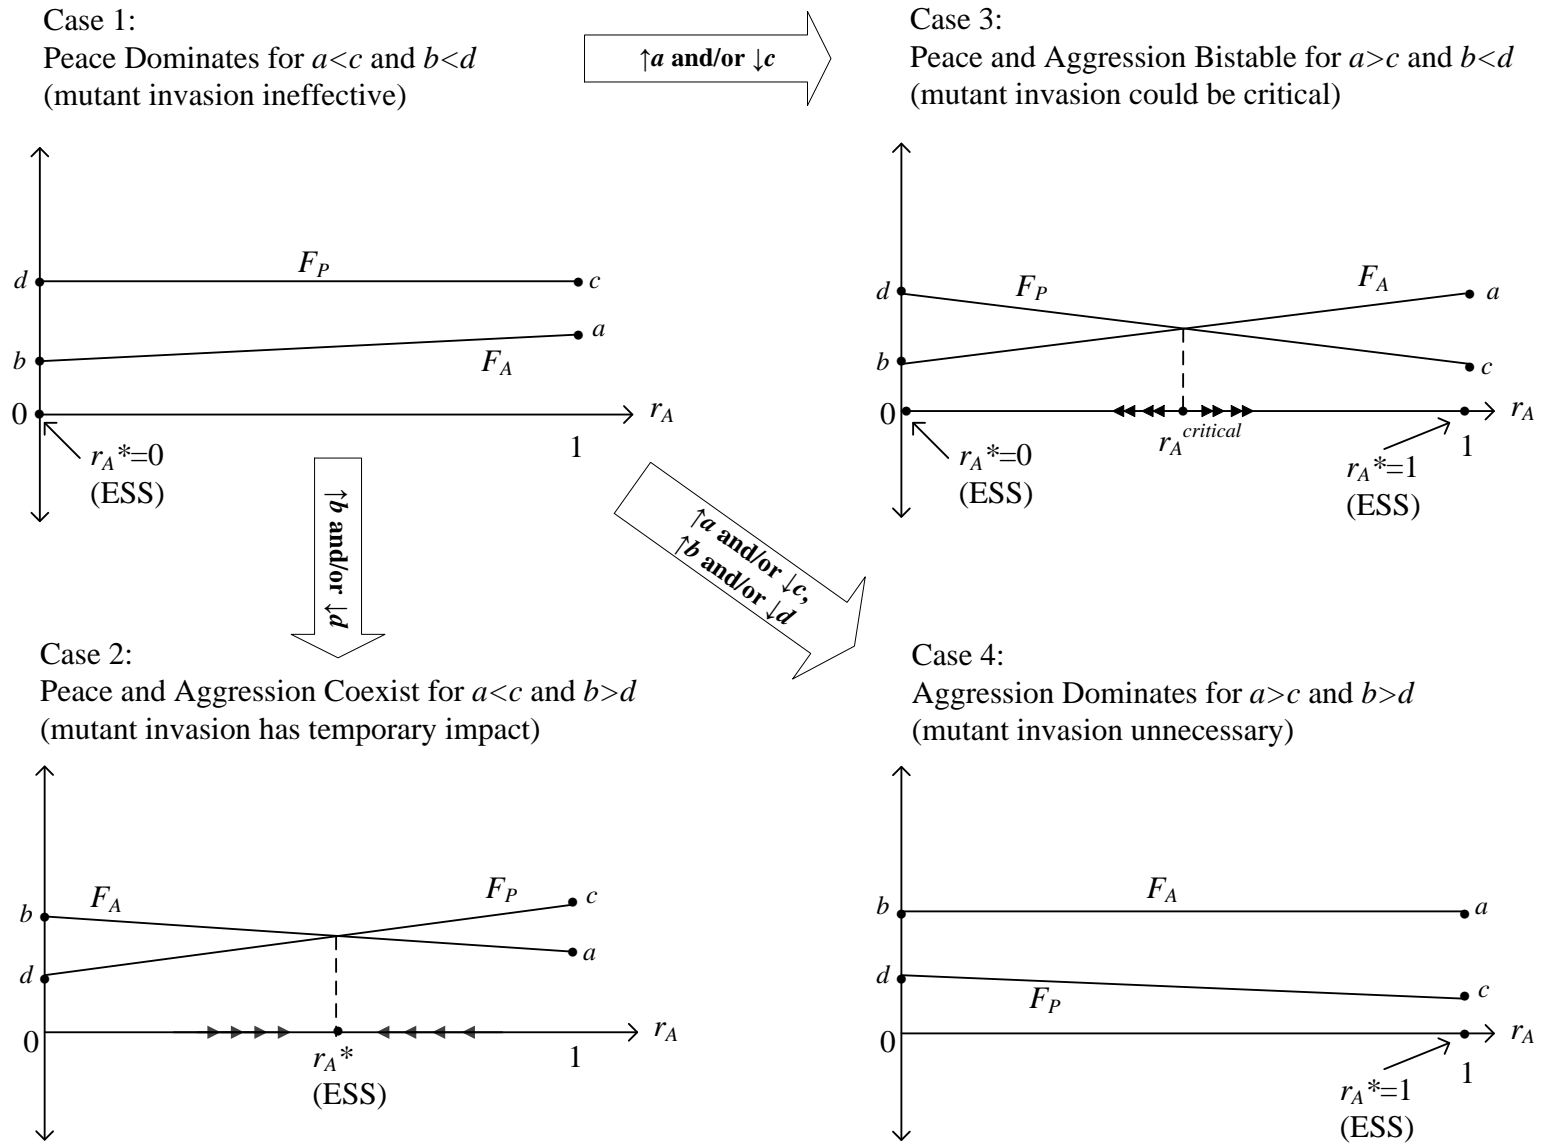 Case 1:
Peace Dominates for a<c and b<d
(mutant invasion ineffective)
↑a and/or ↓c
Case 3:
Peace and Aggression Bistable for a>c and b<d
(mutant invasion could be critical)
F_P
d
c
a
b
F_A
0
r_A
1
r_A*=0
(ESS)
F_P
F_A
d
a
b
c
0
r_A
r_A^critical
1
r_A*=0
(ESS)
r_A*=1
(ESS)
↑b and/or ↓d
↑a and/or ↓c,
↑b and/or ↓d
Case 2:
Peace and Aggression Coexist for a<c and b>d
(mutant invasion has temporary impact)
Case 4:
Aggression Dominates for a>c and b>d
(mutant invasion unnecessary)
F_A
F_P
c
b
a
d
0
r_A
1
r_A*
(ESS)
F_A
b
a
d
c
F_P
0
r_A
1
r_A*=1
(ESS)